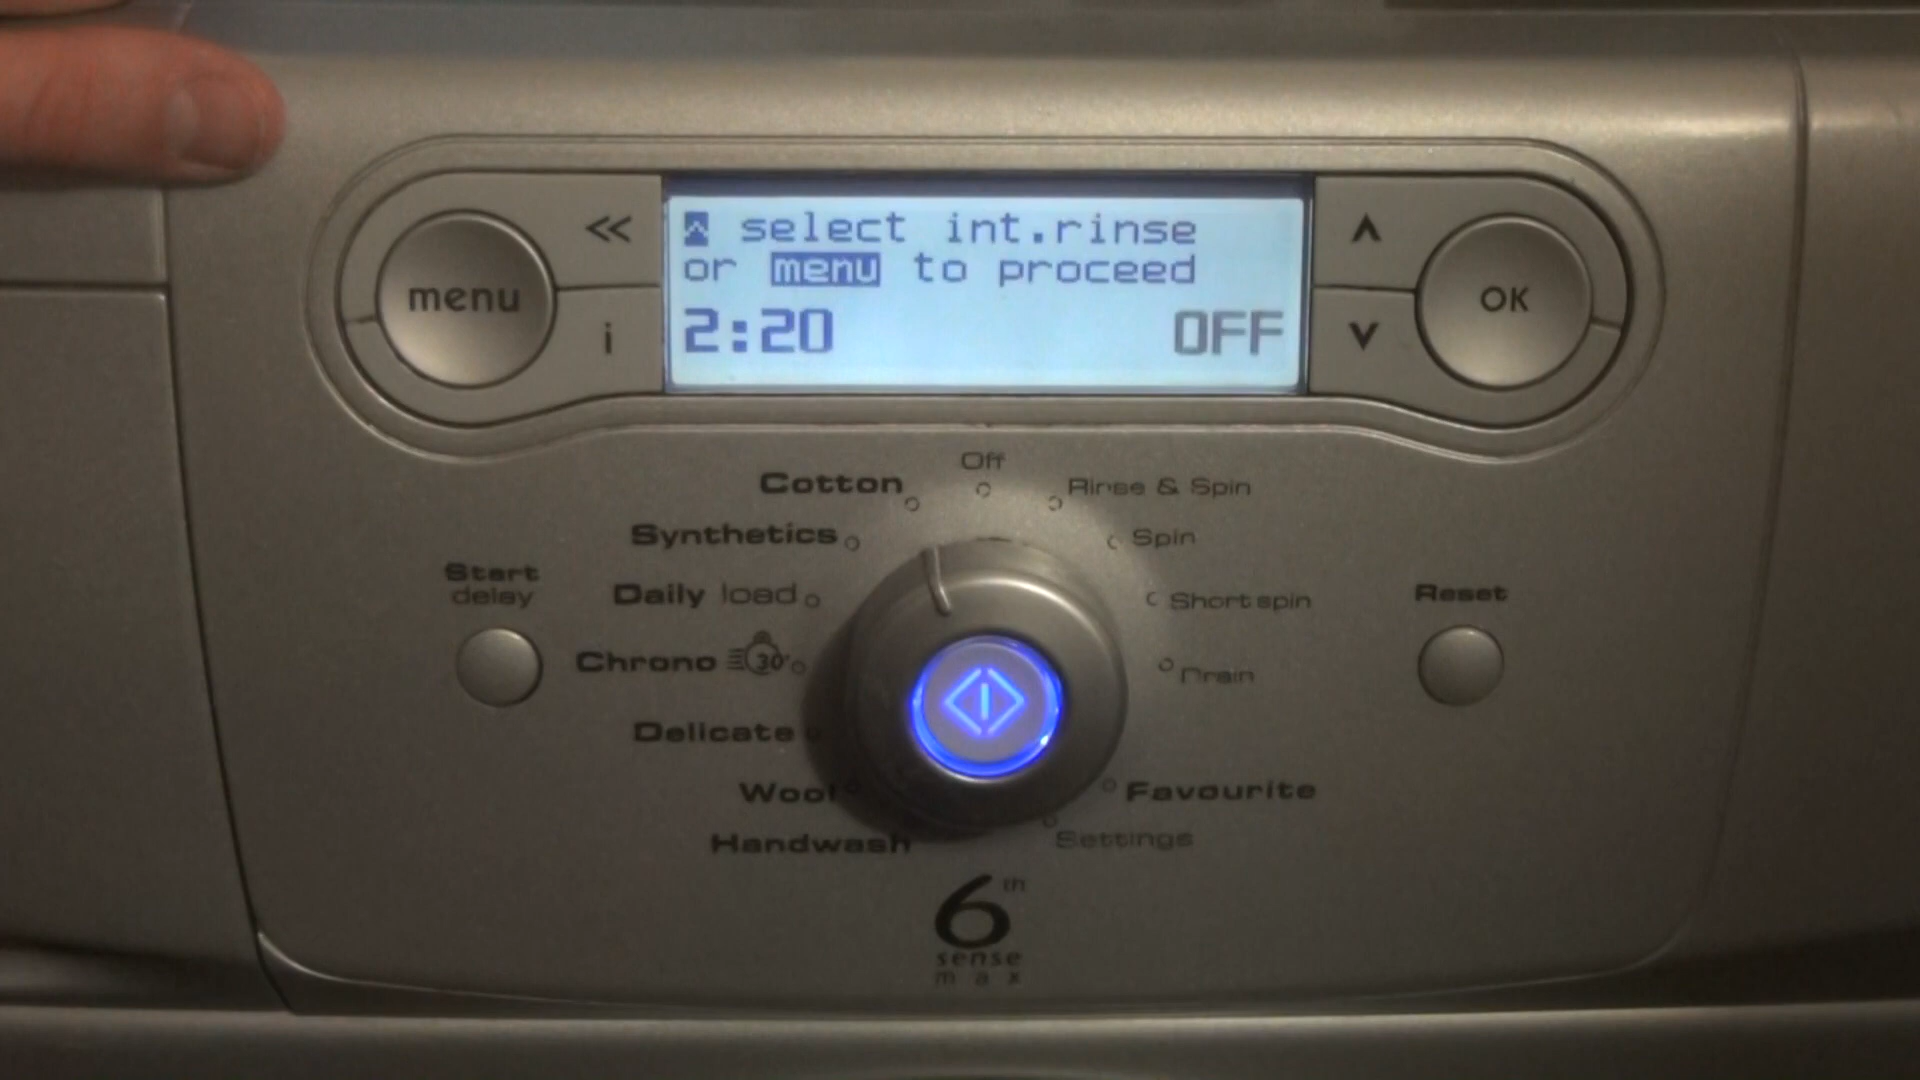 menu
<<
i
select int.rinse
or menu to proceed
2:20 OFF
OK
Off
Cotton
Rinse & Spin
Synthetics
Spin
Start
delay
Daily load
Short spin
Reset
Chrono 30'
Drain
Delicate
Wool
Favourite
Handwash
Settings
6th
sense
max